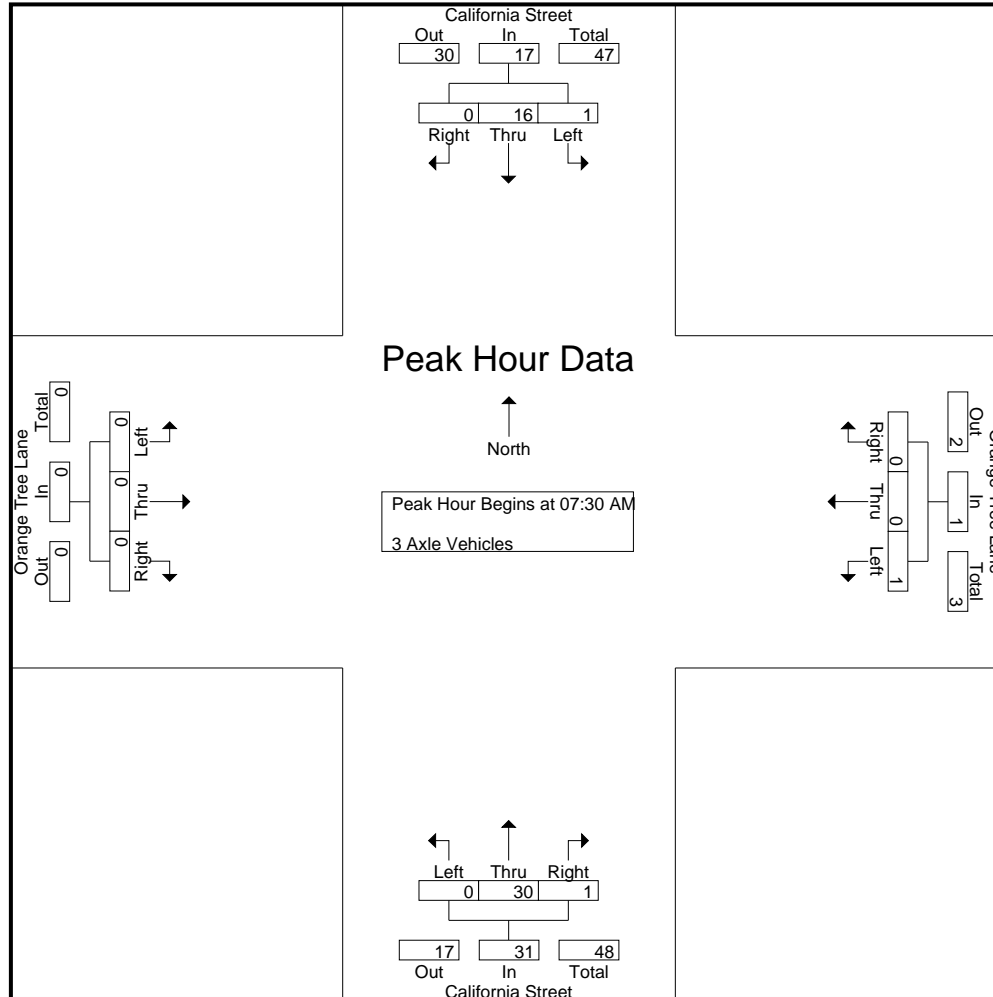 California Street
Out In Total
30 17 47
0 16 1
Right Thru Left
Peak Hour Data
North
Peak Hour Begins at 07:30 AM
3 Axle Vehicles
Orange Tree Lane
Total In Out
0 0 0
0 0 0
Left Thru Right
Orange Tree Lane
Out In Total
2 1 3
0 0 1
Right Thru Left
Left Thru Right
0 30 1
17 31 48
Out In Total
California Street